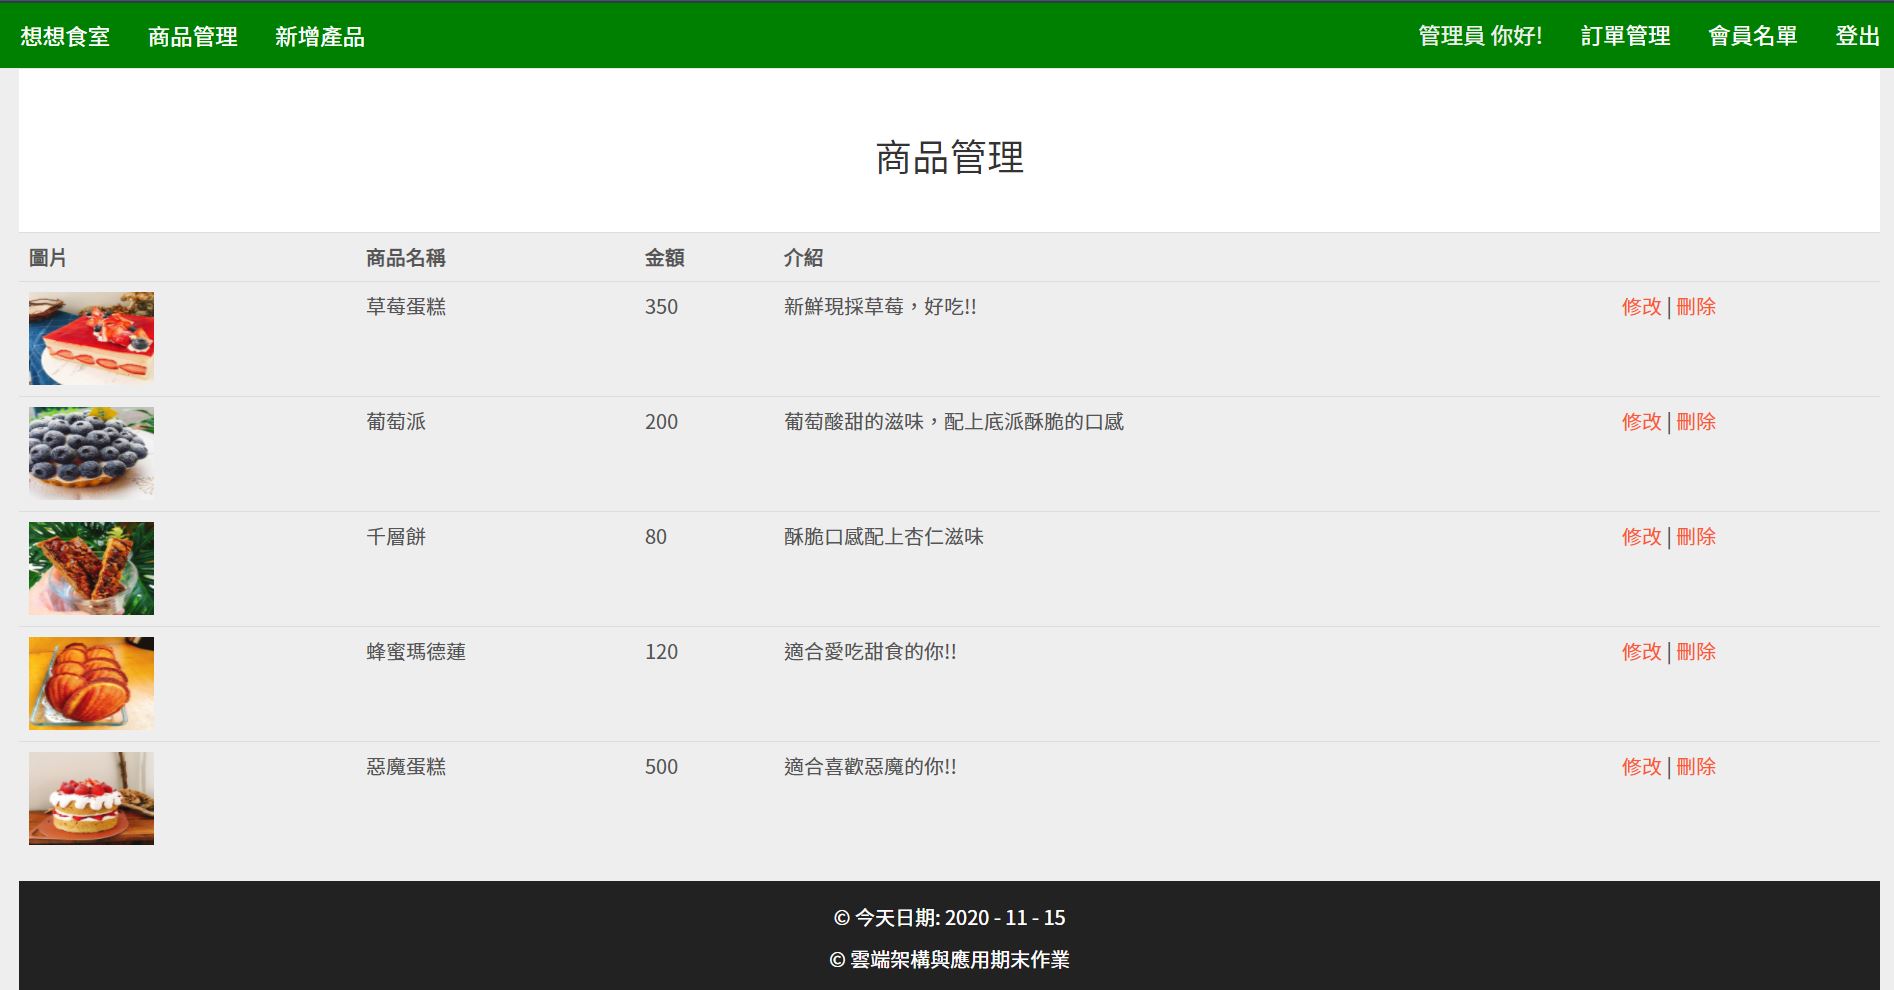 想想食室 商品管理 新增產品 管理員 你好! 訂單管理 會員名單 登出
商品管理
圖片 商品名稱 金額 介紹
草莓蛋糕 350 新鮮現採草莓，好吃!! 修改 | 刪除
葡萄派 200 葡萄酸甜的滋味，配上底派酥脆的口感 修改 | 刪除
千層餅 80 酥脆口感配上杏仁滋味 修改 | 刪除
蜂蜜瑪德蓮 120 適合愛吃甜食的你!! 修改 | 刪除
惡魔蛋糕 500 適合喜歡惡魔的你!! 修改 | 刪除
© 今天日期: 2020 - 11 - 15
© 雲端架構與應用期末作業